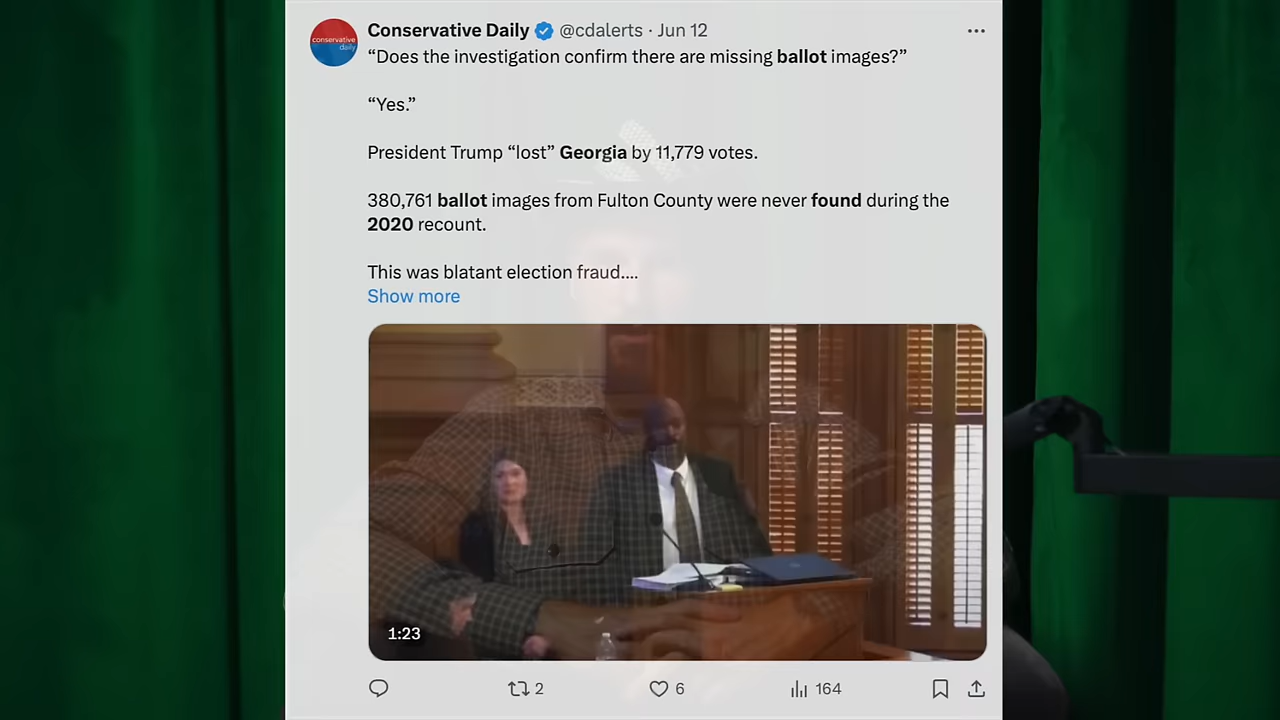 conservative
daily
Conservative Daily @cdalerts · Jun 12
“Does the investigation confirm there are missing ballot images?”
“Yes.”
President Trump “lost” Georgia by 11,779 votes.
380,761 ballot images from Fulton County were never found during the
2020 recount.
This was blatant election fraud....
Show more
1:23
2
6
164